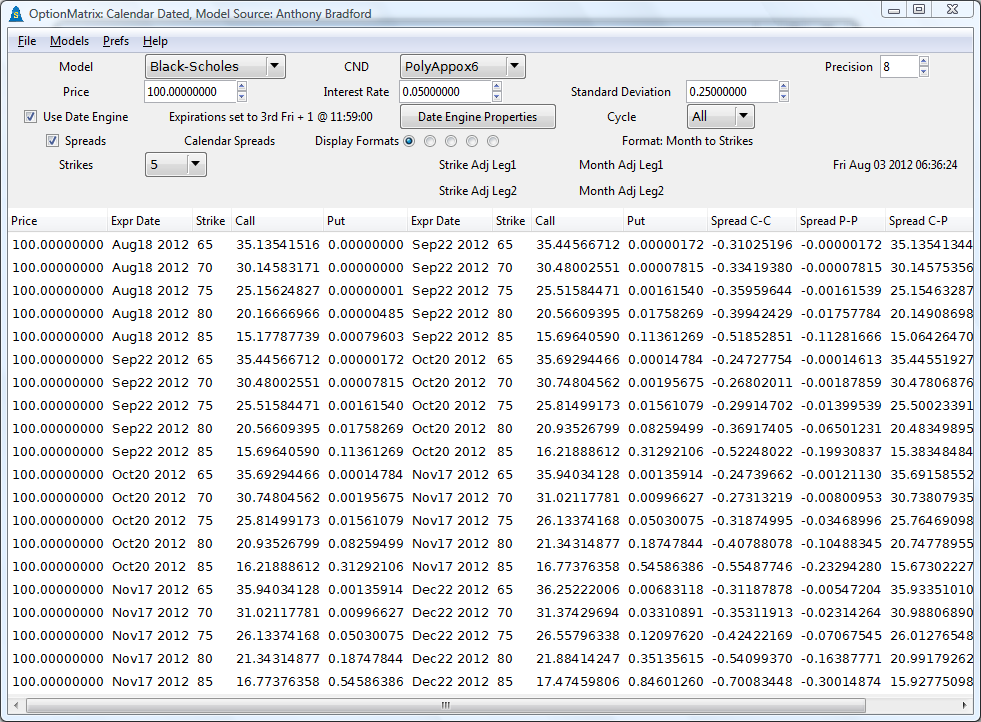 OptionMatrix: Calendar Dated, Model Source: Anthony Bradford
File Models Prefs Help
Model Black-Scholes CND PolyAppox6 Precision 8
Price 100.00000000 Interest Rate 0.05000000 Standard Deviation 0.25000000
Use Date Engine Expirations set to 3rd Fri + 1 @ 11:59:00 Date Engine Properties Cycle All
Spreads Calendar Spreads Display Formats Format: Month to Strikes
Strikes 5 Strike Adj Leg1 Month Adj Leg1 Fri Aug 03 2012 06:36:24
Strike Adj Leg2 Month Adj Leg2
Price Expr Date Strike Call Put Expr Date Strike Call Put Spread C-C Spread P-P Spread C-P
100.00000000 Aug18 2012 65 35.13541516 0.00000000 Sep22 2012 65 35.44566712 0.00000172 -0.31025196 -0.00000172 35.13541344
100.00000000 Aug18 2012 70 30.14583171 0.00000000 Sep22 2012 70 30.48002551 0.00007815 -0.33419380 -0.00007815 30.14575356
100.00000000 Aug18 2012 75 25.15624827 0.00000001 Sep22 2012 75 25.51584471 0.00161540 -0.35959644 -0.00161539 25.15463287
100.00000000 Aug18 2012 80 20.16666966 0.00000485 Sep22 2012 80 20.56609395 0.01758269 -0.39942429 -0.01757784 20.14908698
100.00000000 Aug18 2012 85 15.17787739 0.00079603 Sep22 2012 85 15.69640590 0.11361269 -0.51852851 -0.11281666 15.06426470
100.00000000 Sep22 2012 65 35.44566712 0.00000172 Oct20 2012 65 35.69294466 0.00014784 -0.24727754 -0.00014613 35.44551927
100.00000000 Sep22 2012 70 30.48002551 0.00007815 Oct20 2012 70 30.74804562 0.00195675 -0.26802011 -0.00187859 30.47806876
100.00000000 Sep22 2012 75 25.51584471 0.00161540 Oct20 2012 75 25.81499173 0.01561079 -0.29914702 -0.01399539 25.50023391
100.00000000 Sep22 2012 80 20.56609395 0.01758269 Oct20 2012 80 20.93526799 0.08259499 -0.36917405 -0.06501231 20.48349895
100.00000000 Sep22 2012 85 15.69640590 0.11361269 Oct20 2012 85 16.21888612 0.31292106 -0.52248022 -0.19930837 15.38348484
100.00000000 Oct20 2012 65 35.69294466 0.00014784 Nov17 2012 65 35.94034128 0.00135914 -0.24739662 -0.00121130 35.69158552
100.00000000 Oct20 2012 70 30.74804562 0.00195675 Nov17 2012 70 31.02117781 0.00996627 -0.27313219 -0.00800953 30.73807935
100.00000000 Oct20 2012 75 25.81499173 0.01561079 Nov17 2012 75 26.13374168 0.05030075 -0.31874995 -0.03468996 25.76469098
100.00000000 Oct20 2012 80 20.93526799 0.08259499 Nov17 2012 80 21.34314877 0.18747844 -0.40788078 -0.10488345 20.74778955
100.00000000 Oct20 2012 85 16.21888612 0.31292106 Nov17 2012 85 16.77376358 0.54586386 -0.55487746 -0.23294280 15.67302227
100.00000000 Nov17 2012 65 35.94034128 0.00135914 Dec22 2012 65 36.25222006 0.00683118 -0.31187878 -0.00547204 35.93351010
100.00000000 Nov17 2012 70 31.02117781 0.00996627 Dec22 2012 70 31.37429694 0.03310891 -0.35311913 -0.02314264 30.98806890
100.00000000 Nov17 2012 75 26.13374168 0.05030075 Dec22 2012 75 26.55796338 0.12097620 -0.42422169 -0.07067545 26.01276548
100.00000000 Nov17 2012 80 21.34314877 0.18747844 Dec22 2012 80 21.88414247 0.35135615 -0.54099370 -0.16387771 20.99179262
100.00000000 Nov17 2012 85 16.77376358 0.54586386 Dec22 2012 85 17.47459806 0.84601260 -0.70083448 -0.30014874 15.92775098